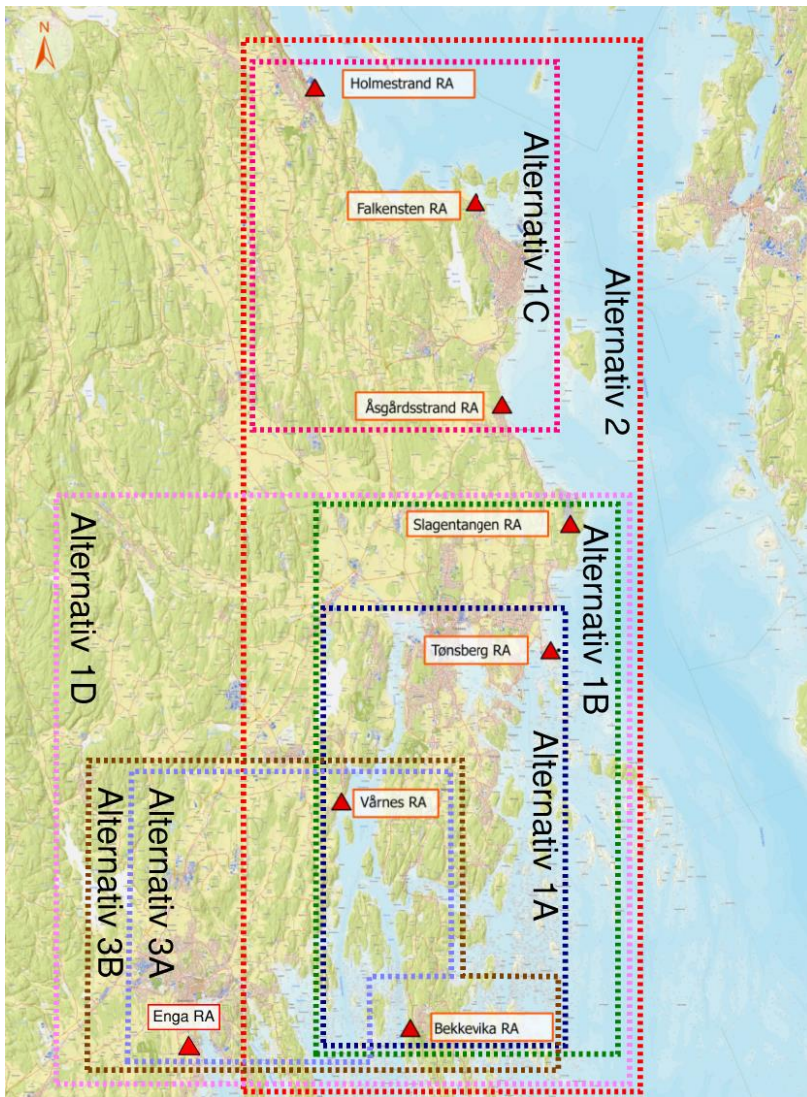 N
Holmestrand RA
Falkensten RA
Alternativ 1C
Alternativ 2
Åsgårdsstrand RA
Slagentangen RA
Alternativ 1B
Alternativ 1D
Tønsberg RA
Alternativ 1A
Vårnes RA
Alternativ 3A
Alternativ 3B
Enga RA
Bekkevika RA